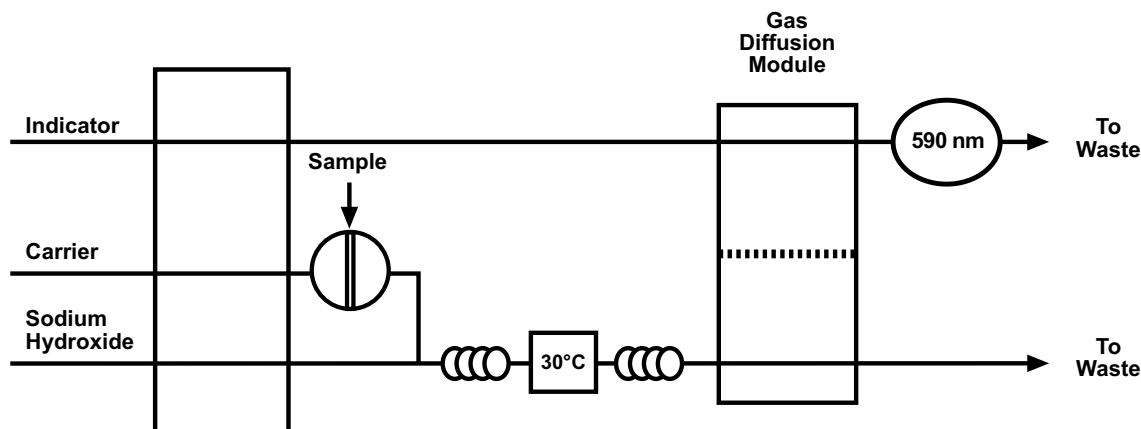 Gas
Diffusion
Module
Indicator
590 nm
To
Waste
Sample
Carrier
Sodium
Hydroxide
30°C
To
Waste